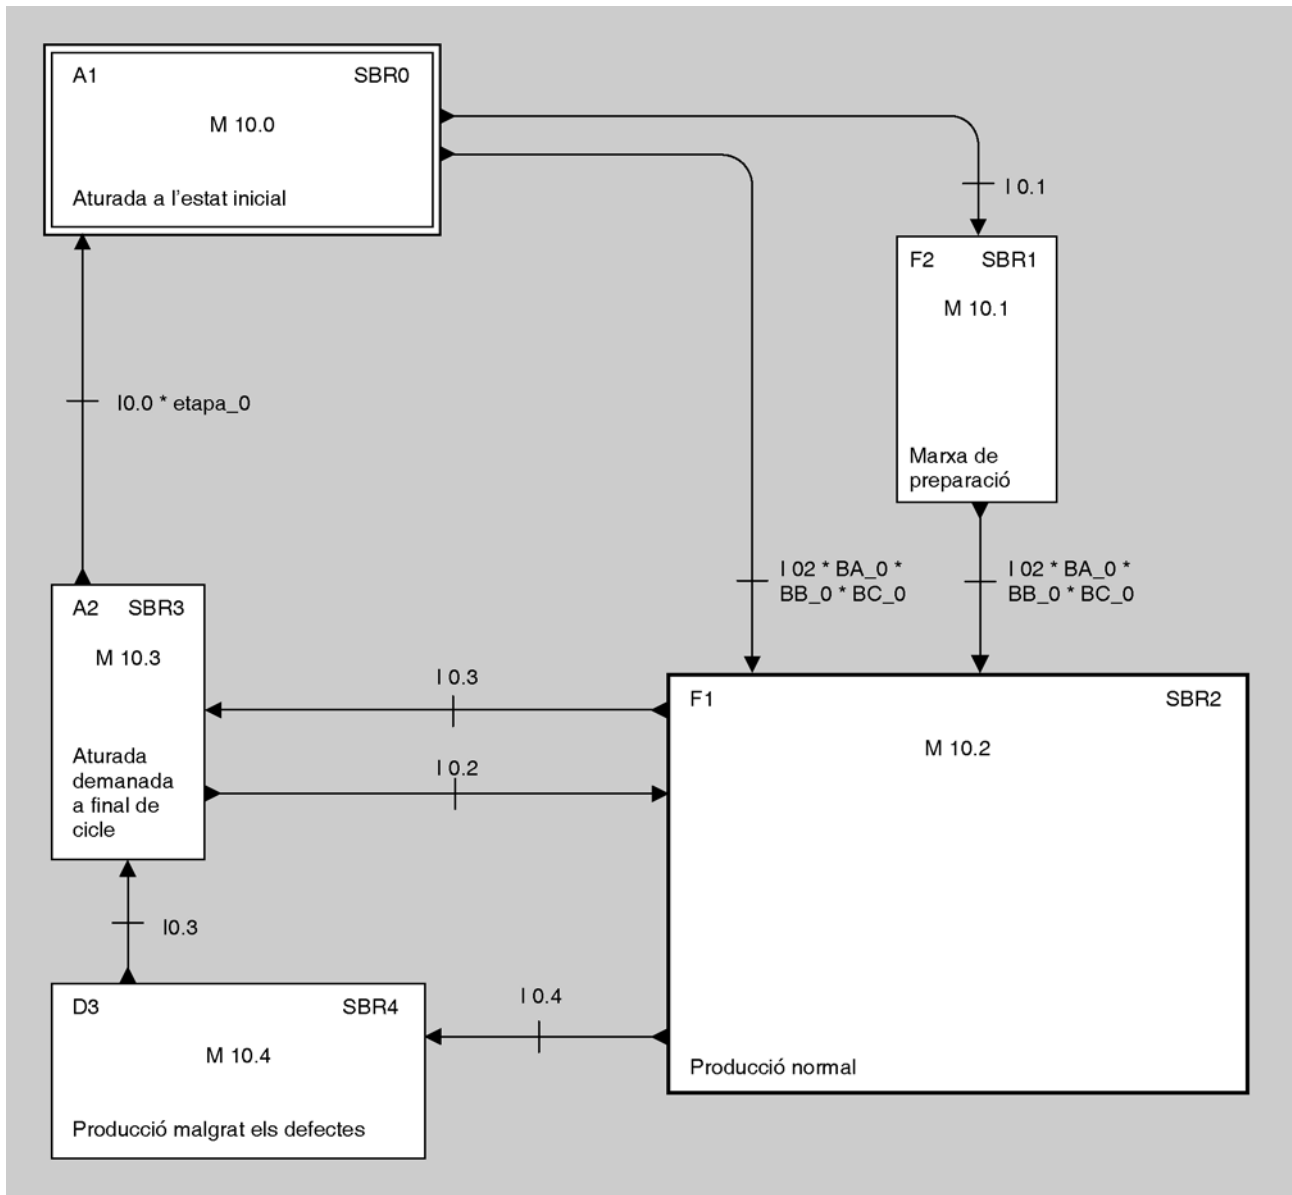 A1 SBR0
M 10.0
Aturada a l’estat inicial
I 0.1
F2 SBR1
M 10.1
Marxa de
preparació
I0.0 * etapa_0
I 02 * BA_0 *
BB_0 * BC_0
I 02 * BA_0 *
BB_0 * BC_0
A2 SBR3
M 10.3
Aturada
demanada
a final de
cicle
I 0.3
I 0.2
F1 SBR2
M 10.2
Producció normal
I0.3
I 0.4
D3 SBR4
M 10.4
Producció malgrat els defectes